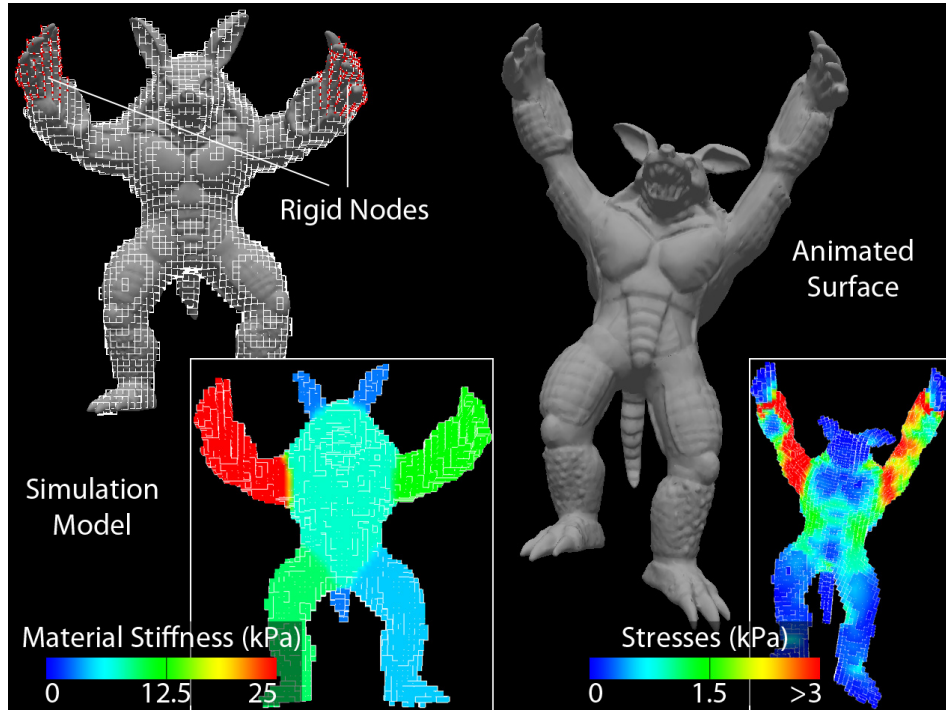 Rigid Nodes
Animated
Surface
Simulation
Model
Material Stiffness (kPa)
0 12.5 25
Stresses (kPa)
0 1.5 >3